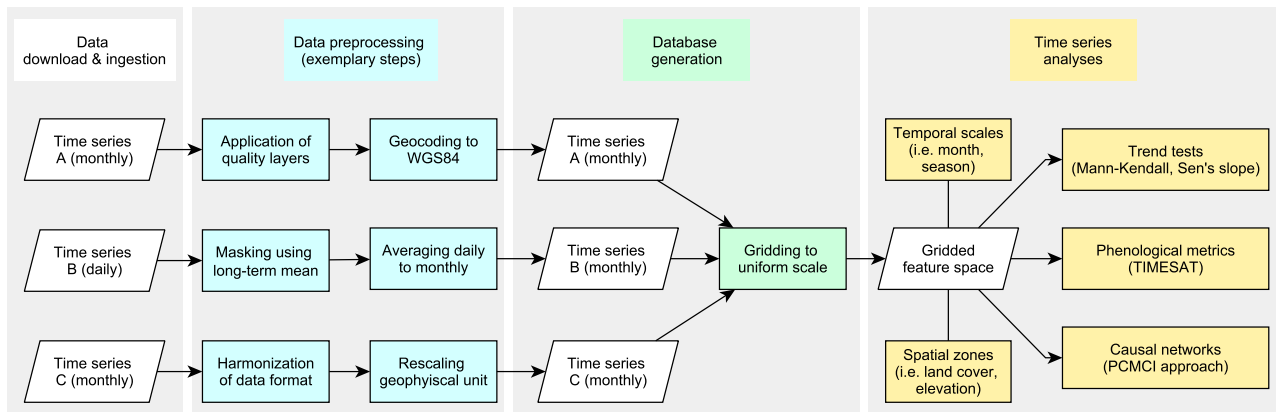 Data
download & ingestion
Data preprocessing
(exemplary steps)
Database
generation
Time series
analyses
Time series
A (monthly)
Application of
quality layers
Geocoding to
WGS84
Time series
A (monthly)
Temporal scales
(i.e. month,
season)
Trend tests
(Mann-Kendall, Sen's slope)
Time series
B (daily)
Masking using
long-term mean
Averaging daily
to monthly
Time series
B (monthly)
Gridding to
uniform scale
Gridded
feature space
Phenological metrics
(TIMESAT)
Time series
C (monthly)
Harmonization
of data format
Rescaling
geophyiscal unit
Time series
C (monthly)
Spatial zones
(i.e. land cover,
elevation)
Causal networks
(PCMCI approach)